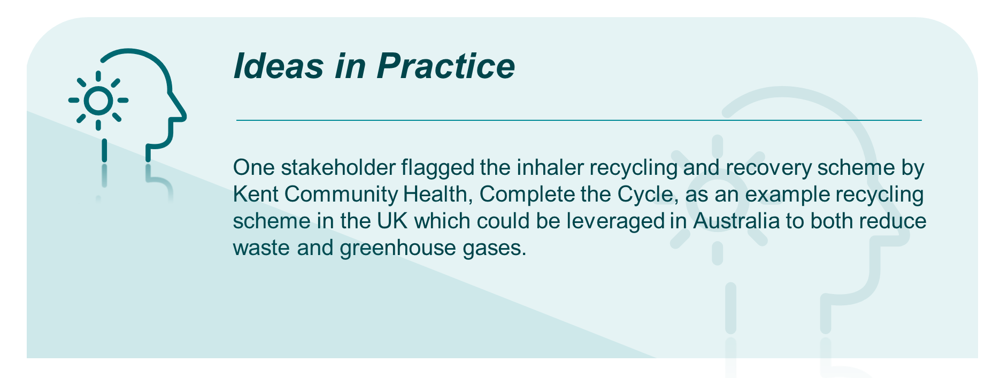 Ideas in Practice
One stakeholder flagged the inhaler recycling and recovery scheme by
Kent Community Health, Complete the Cycle, as an example recycling
scheme in the UK which could be leveraged in Australia to both reduce
waste and greenhouse gases.